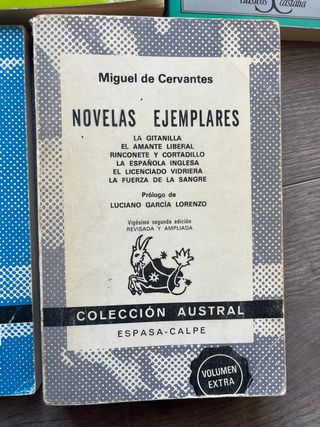 clásicos Castalia
Miguel de Cervantes
NOVELAS EJEMPLARES
LA GITANILLA
EL AMANTE LIBERAL
RINCONETE Y CORTADILLO
LA ESPAÑOLA INGLESA
EL LICENCIADO VIDRIERA
LA FUERZA DE LA SANGRE
Prólogo de
LUCIANO GARCÍA LORENZO
Vigésimo segunda edición
REVISADA Y AMPLIADA
COLECCIÓN AUSTRAL
ESPASA-CALPE
VOLUMEN
EXTRA